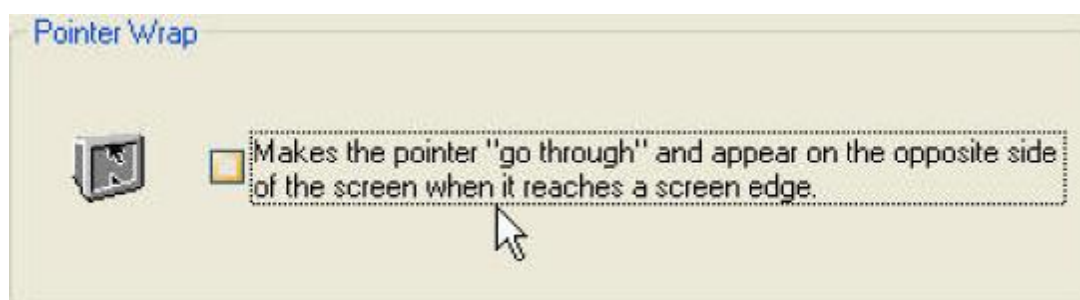 Pointer Wrap
Makes the pointer "go through" and appear on the opposite side
of the screen when it reaches a screen edge.